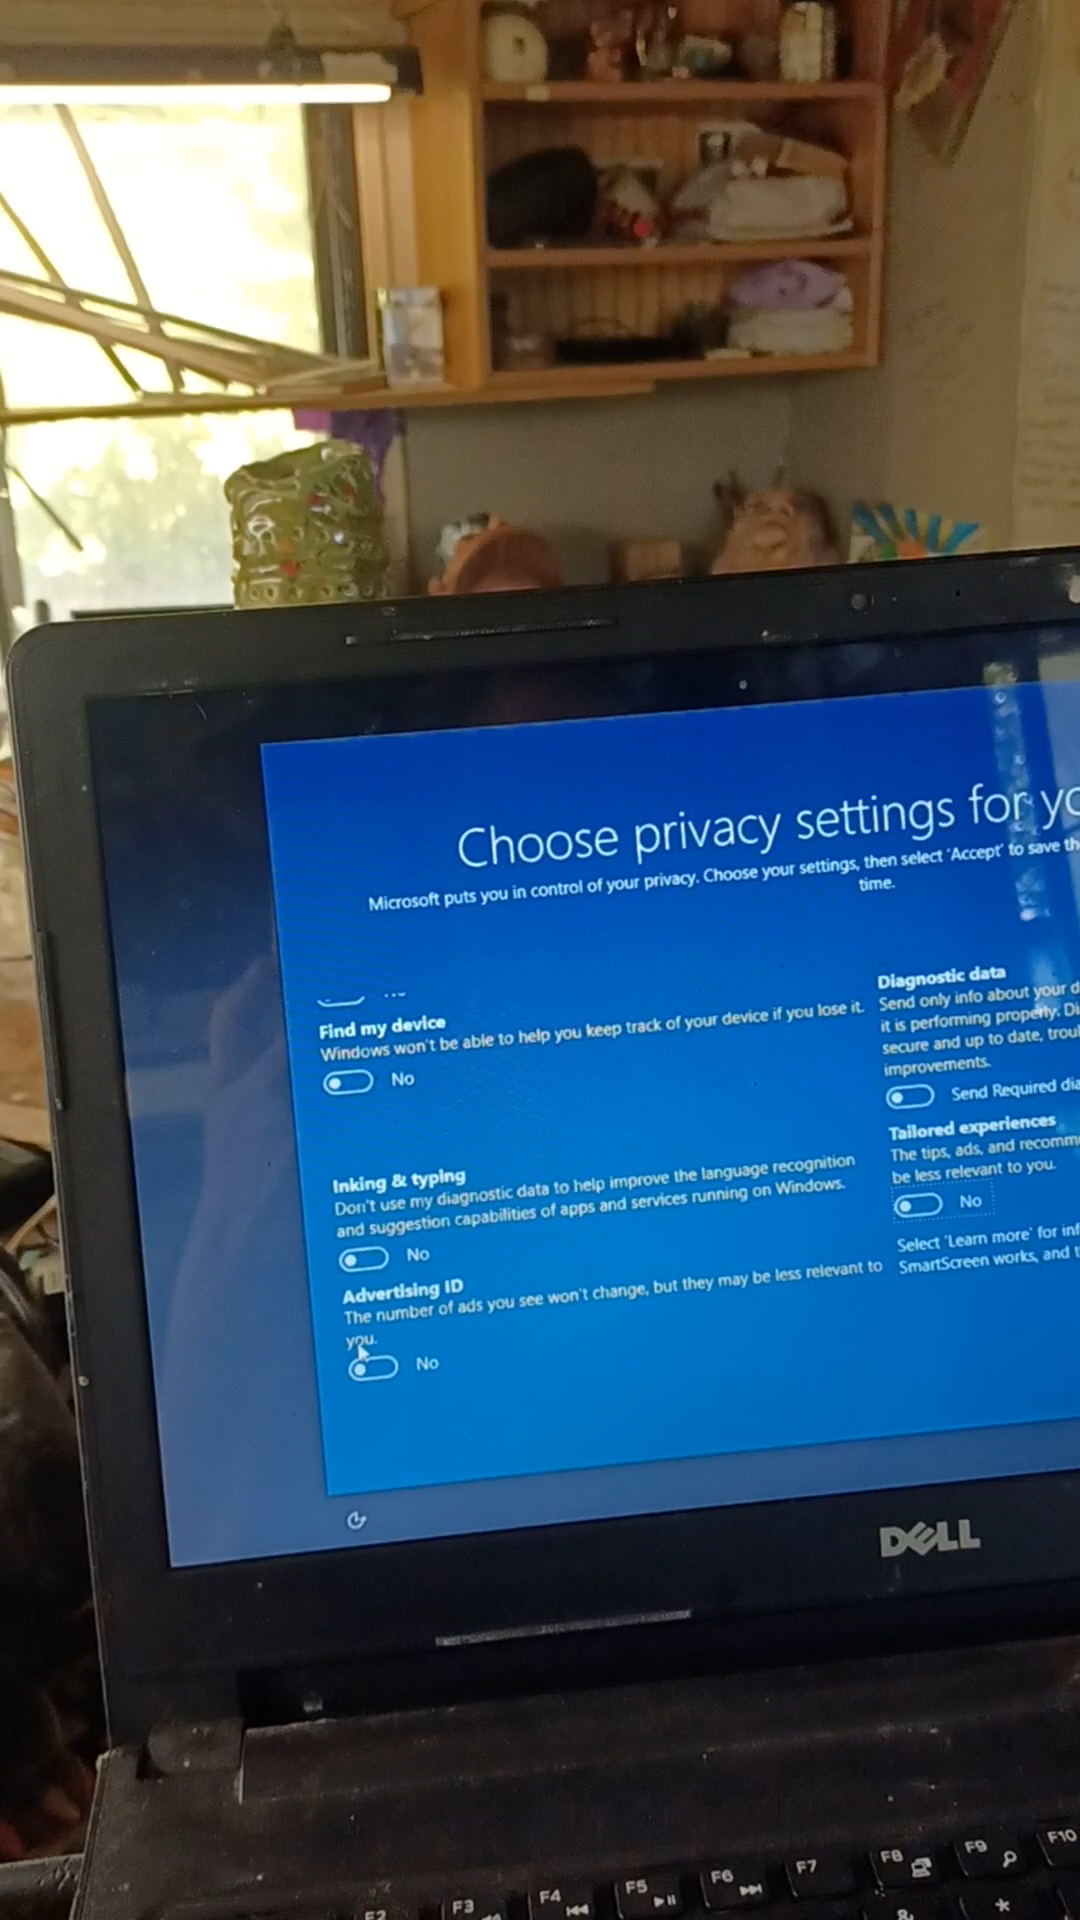 Choose privacy settings for
Microsoft puts you in control of your privacy. Choose your settings, then select 'Accept' to save
time.
Find my device
Windows won't be able to help you keep track of your device if you lose it.
No
Inking & typing
Don't use my diagnostic data to help improve the language recognition
and suggestion capabilities of apps and services running on Windows.
No
Advertising ID
The number of ads you see won't change, but they may be less relevant to
you.
No
Diagnostic data
Send only info about your
it is performing properly.
secure and up to date,
improvements.
Send Required
Tailored experiences
The tips, ads, and
be less relevant to you.
No
Select 'Learn more' for
SmartScreen works, and
DELL
F2
F3
F4
F5
F6
F7
F8
F9
F10
&
*